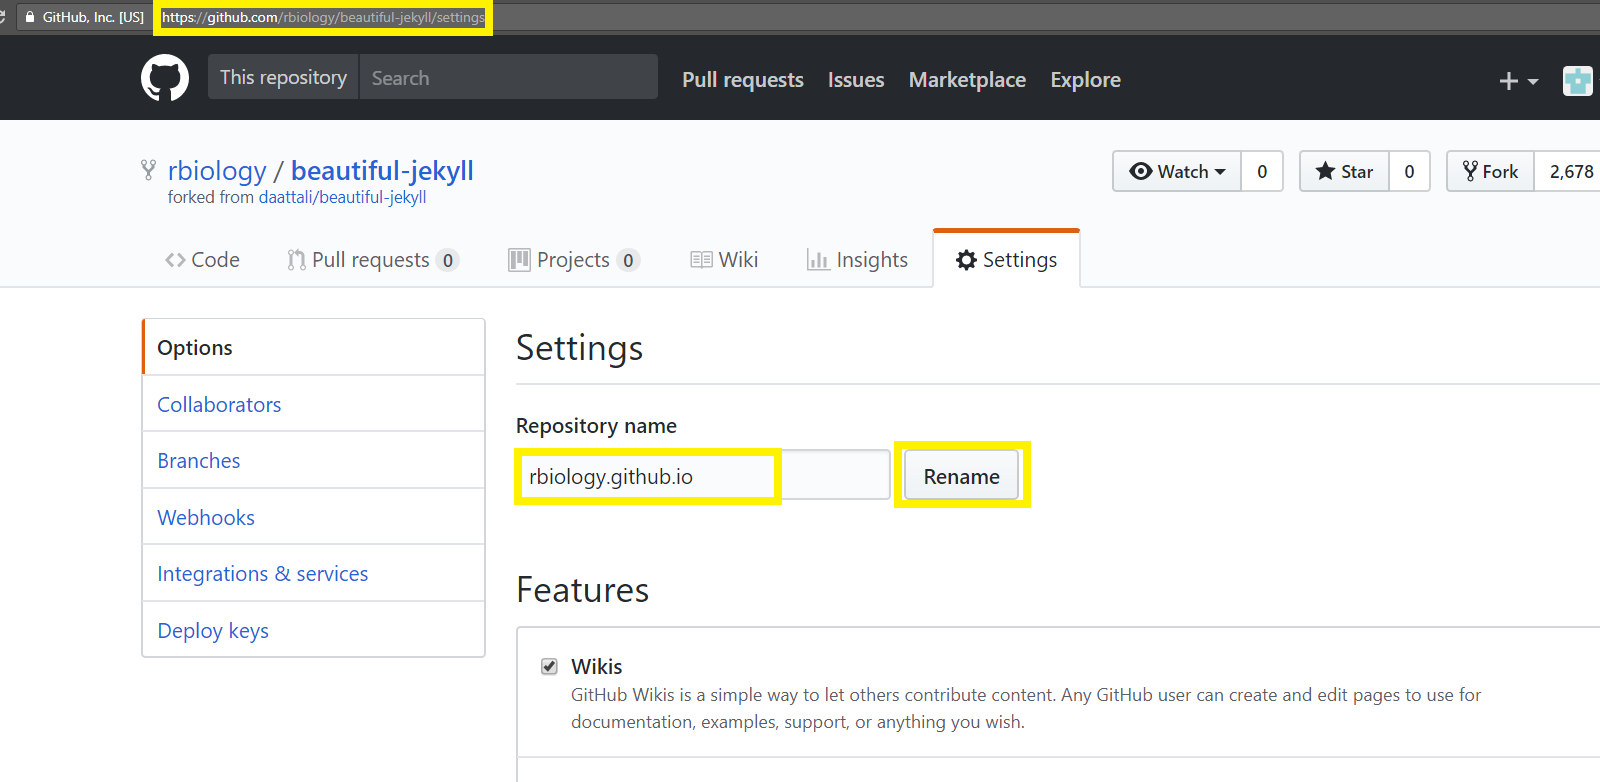 GitHub, Inc. [US] https://github.com/rbiology/beautiful-jekyll/settings
This repository Search Pull requests Issues Marketplace Explore
rbiology / beautiful-jekyll
forked from daattali/beautiful-jekyll
Watch 0 Star 0 Fork 2,678
Code Pull requests 0 Projects 0 Wiki Insights Settings
Options
Collaborators
Branches
Webhooks
Integrations & services
Deploy keys
Settings
Repository name
rbiology.github.io Rename
Features
Wikis
GitHub Wikis is a simple way to let others contribute content. Any GitHub user can create and edit pages to use for
documentation, examples, support, or anything you wish.